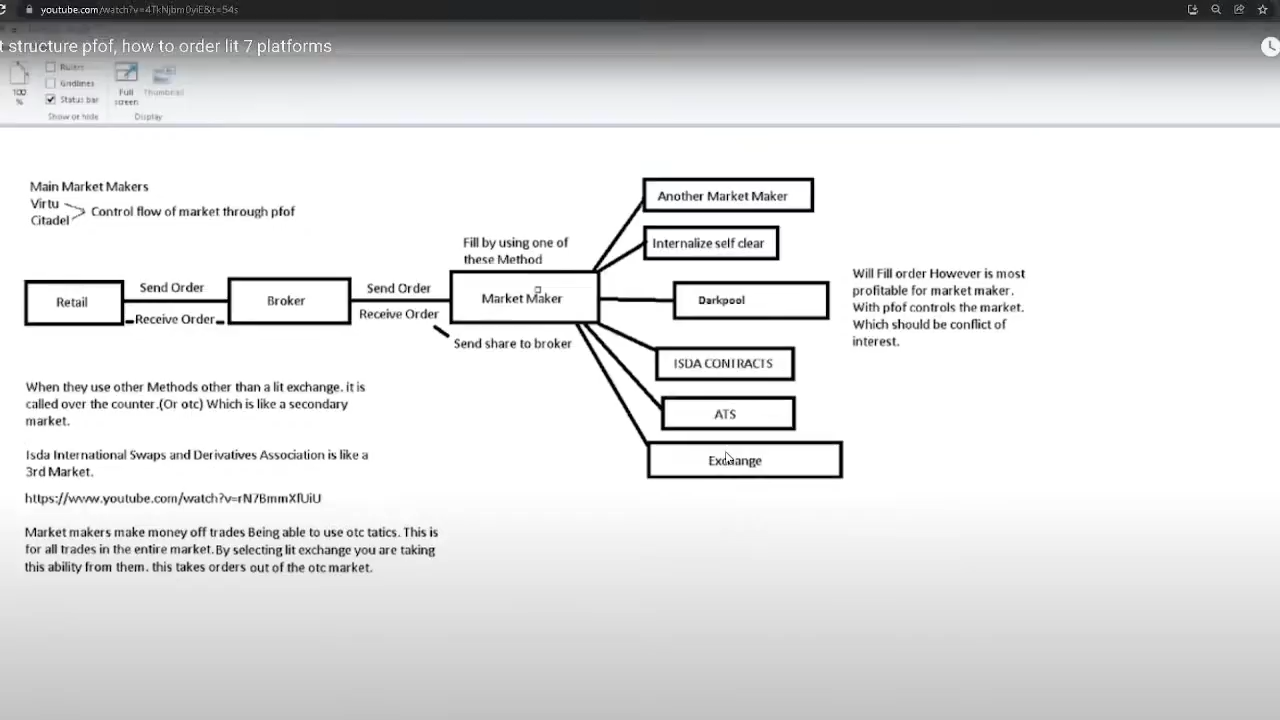 youtube.com/watch?v=4TkNjbm0yiE&t=54s
t structure pfof, how to order lit 7 platforms
Rulers
Gridlines
Status bar
100
%
Full
screen
Thumbnail
Show or hide
Display
Main Market Makers
Virtu
Citadel
Control flow of market through pfof
Retail
Send Order
Receive Order
Broker
Send Order
Receive Order
Send share to broker
Fill by using one of
these Method
Market Maker
Another Market Maker
Internalize self clear
Darkpool
ISDA CONTRACTS
ATS
Exchange
Will Fill order However is most
profitable for market maker.
With pfof controls the market.
Which should be conflict of
interest.
When they use other Methods other than a lit exchange. it is
called over the counter.(Or otc) Which is like a secondary
market.
Isda International Swaps and Derivatives Association is like a
3rd Market.
https://www.youtube.com/watch?v=rN7BmmXfUiU
Market makers make money off trades Being able to use otc tatics. This is
for all trades in the entire market. By selecting lit exchange you are taking
this ability from them. this takes orders out of the otc market.